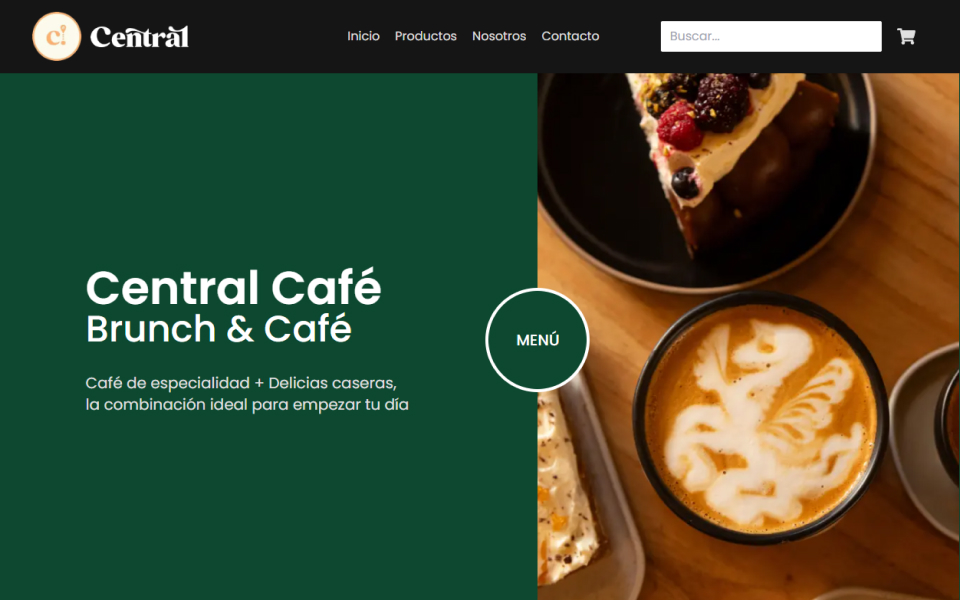 c!
Central
Inicio Productos Nosotros Contacto
Buscar...
Central Café
Brunch & Café
MENÚ
Café de especialidad + Delicias caseras,
la combinación ideal para empezar tu día